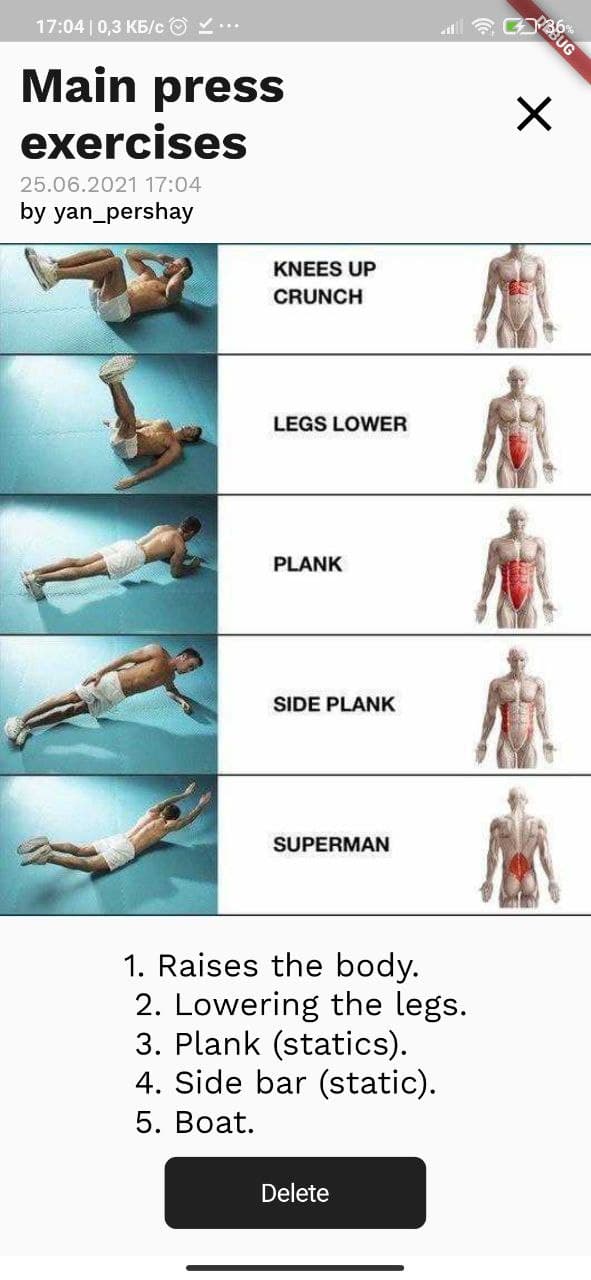 17:04 | 0,3 КБ/с ...
36%
DEBUG
Main press
exercises
25.06.2021 17:04
by yan_pershay
KNEES UP
CRUNCH
LEGS LOWER
PLANK
SIDE PLANK
SUPERMAN
1. Raises the body.
2. Lowering the legs.
3. Plank (statics).
4. Side bar (static).
5. Boat.
Delete